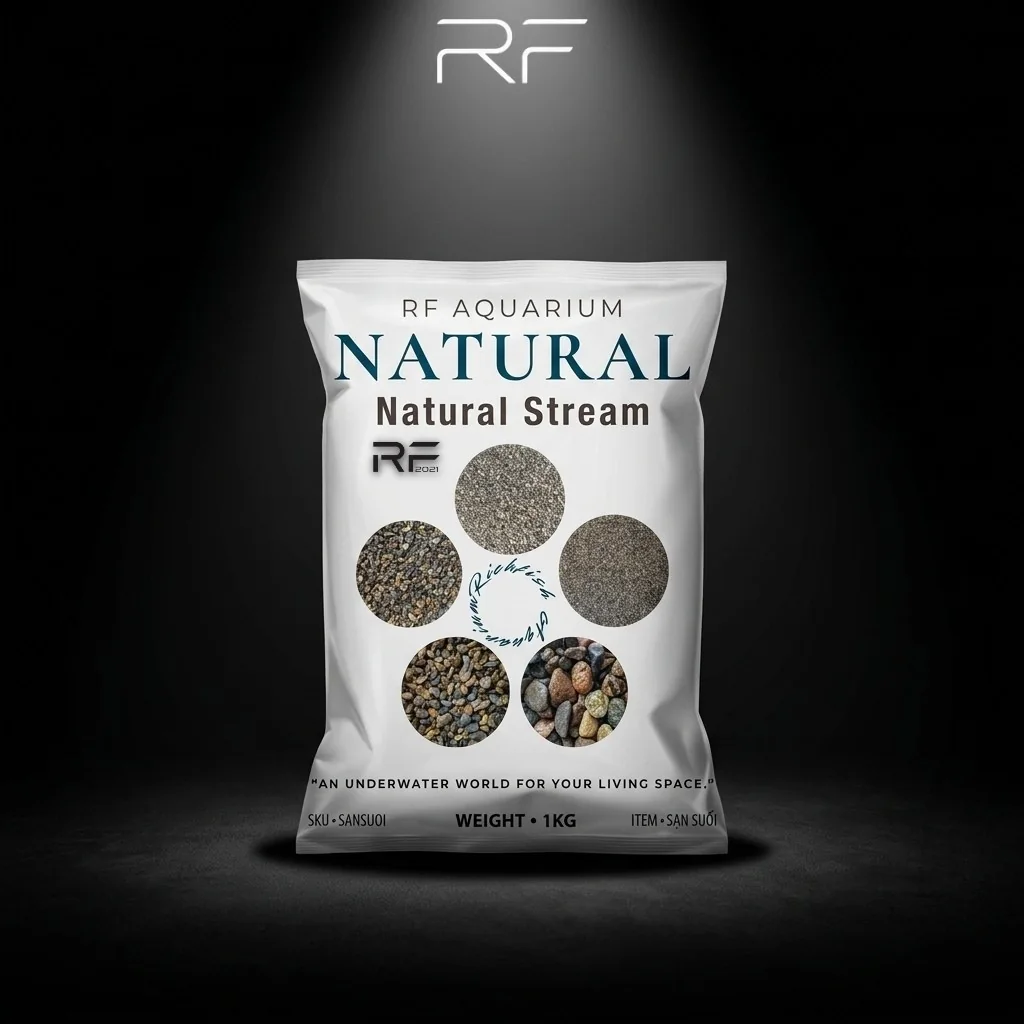 RF
RF AQUARIUM
NATURAL
Natural Stream
RF
2021
Richfish Aquarium
"AN UNDERWATER WORLD FOR YOUR LIVING SPACE."
SKU • SANSUOI
WEIGHT • 1KG
ITEM • SẠN SUỐI